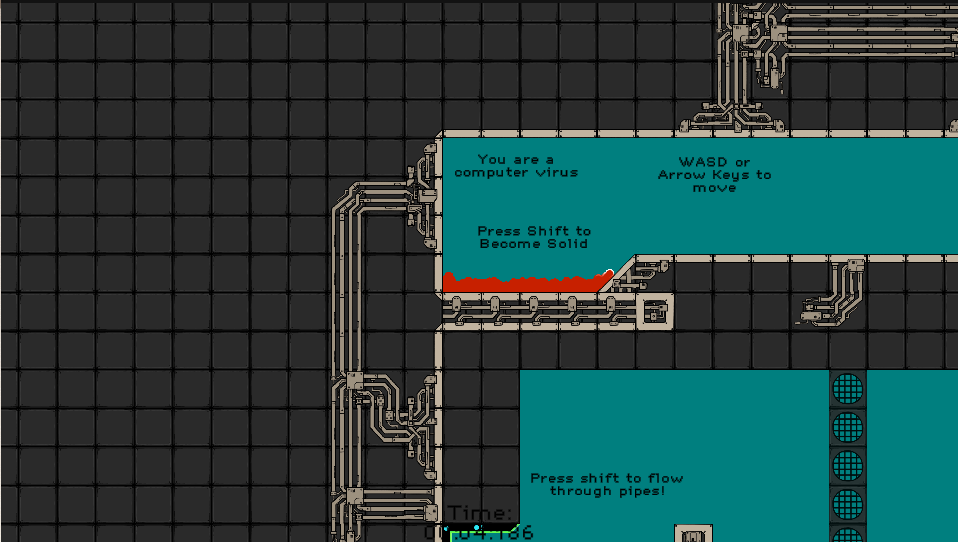 You are a
computer virus
WASD or
Arrow Keys to
move
Press Shift to
Become Solid
Press shift to flow
through pipes!
Time: